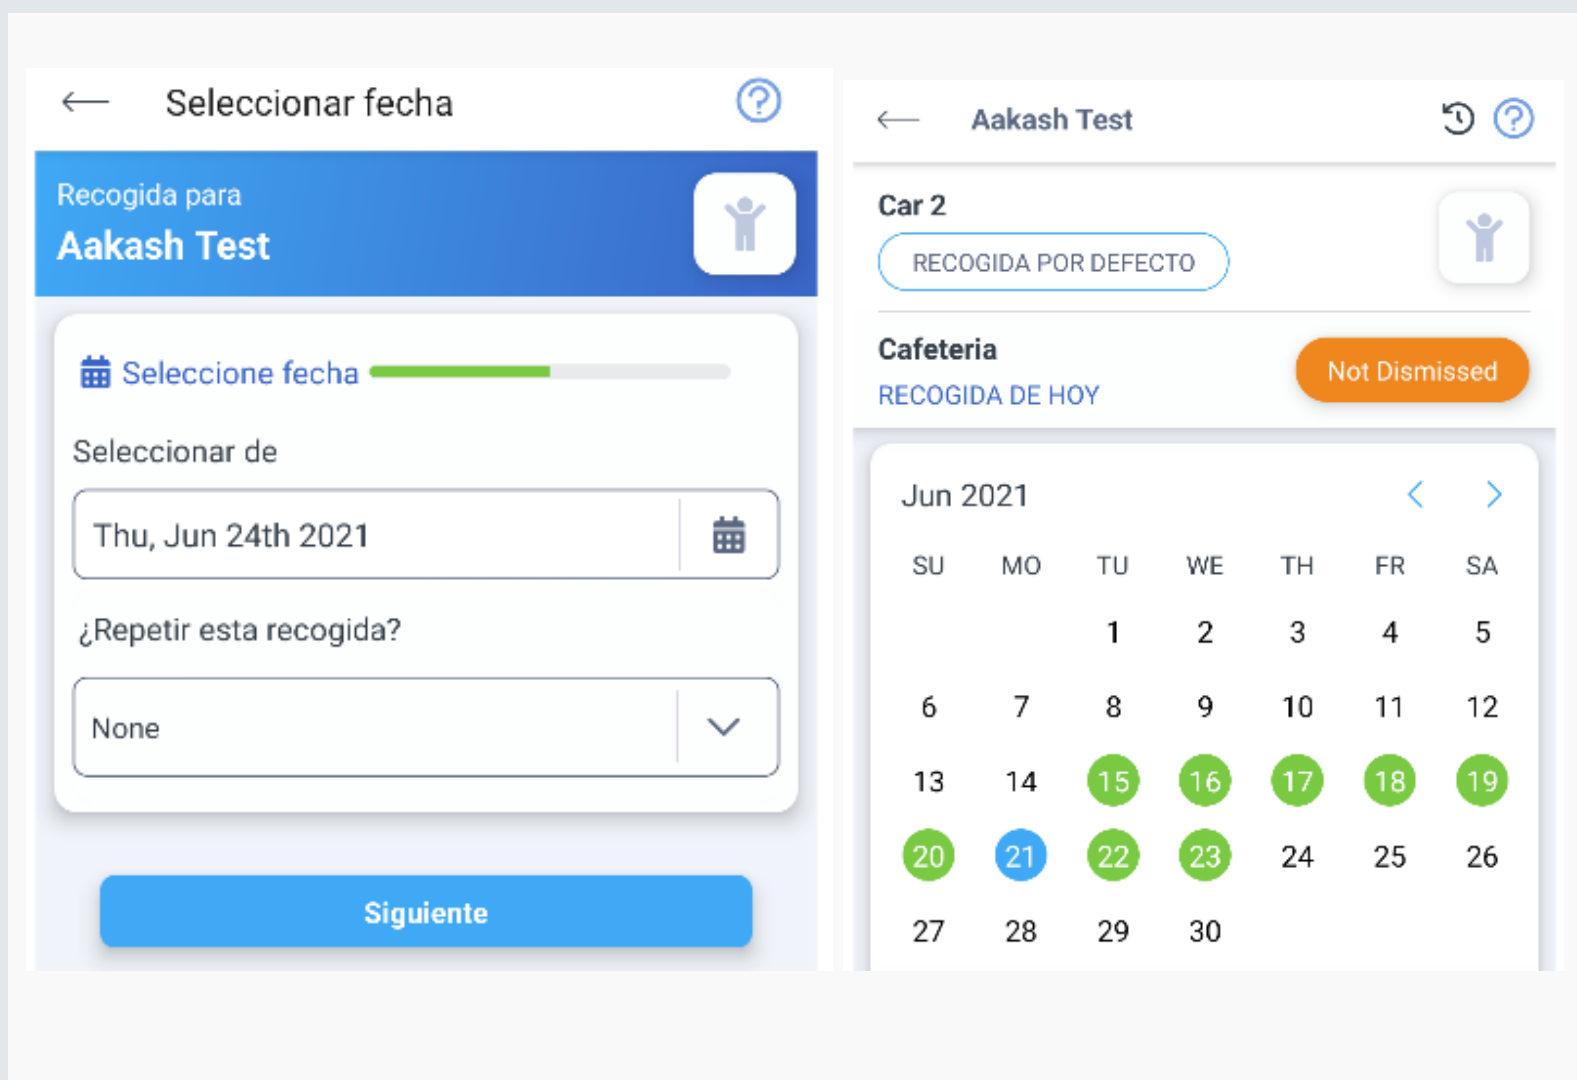 Seleccionar fecha
Recogida para
Aakash Test
Seleccione fecha
Seleccionar de
Thu, Jun 24th 2021
¿Repetir esta recogida?
None
Siguiente
Aakash Test
Car 2
RECOGIDA POR DEFECTO
Cafeteria
RECOGIDA DE HOY
Not Dismissed
Jun 2021
SU MO TU WE TH FR SA
1 2 3 4 5
6 7 8 9 10 11 12
13 14 15 16 17 18 19
20 21 22 23 24 25 26
27 28 29 30